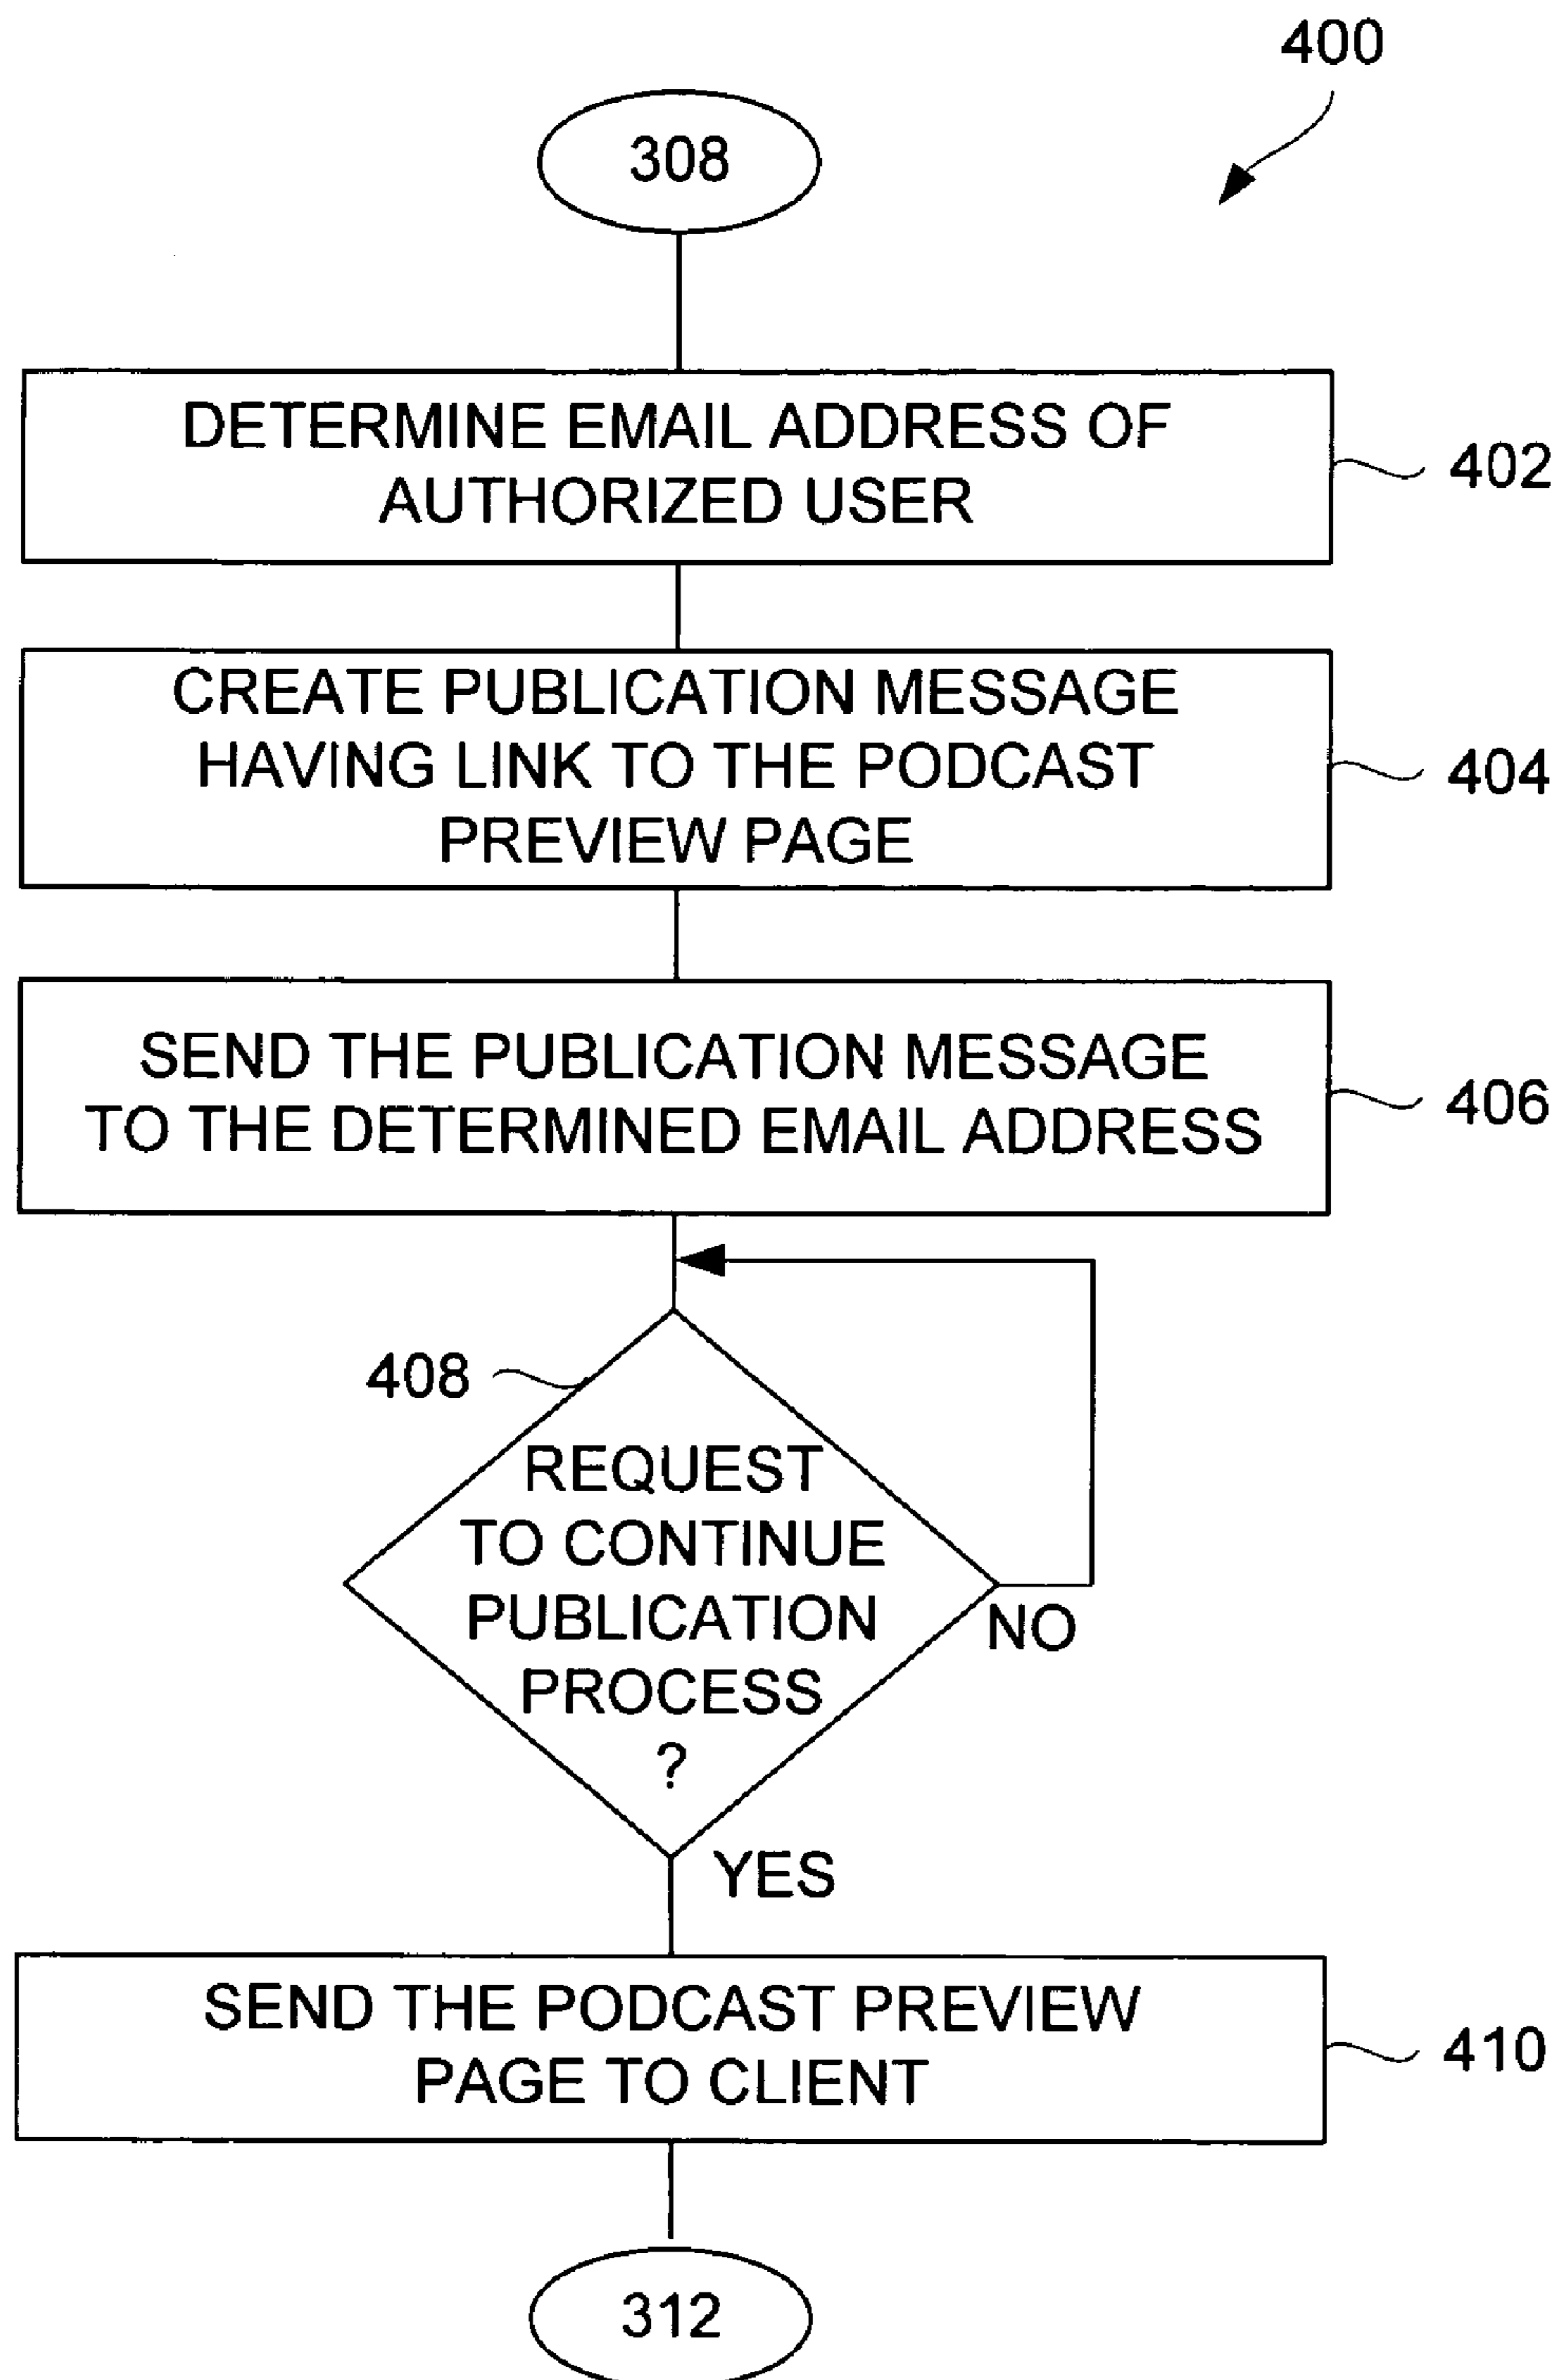 400
308
DETERMINE EMAIL ADDRESS OF
AUTHORIZED USER
402
CREATE PUBLICATION MESSAGE
HAVING LINK TO THE PODCAST
PREVIEW PAGE
404
SEND THE PUBLICATION MESSAGE
TO THE DETERMINED EMAIL ADDRESS
406
408
REQUEST
TO CONTINUE
PUBLICATION
PROCESS
?
NO
YES
SEND THE PODCAST PREVIEW
PAGE TO CLIENT
410
312